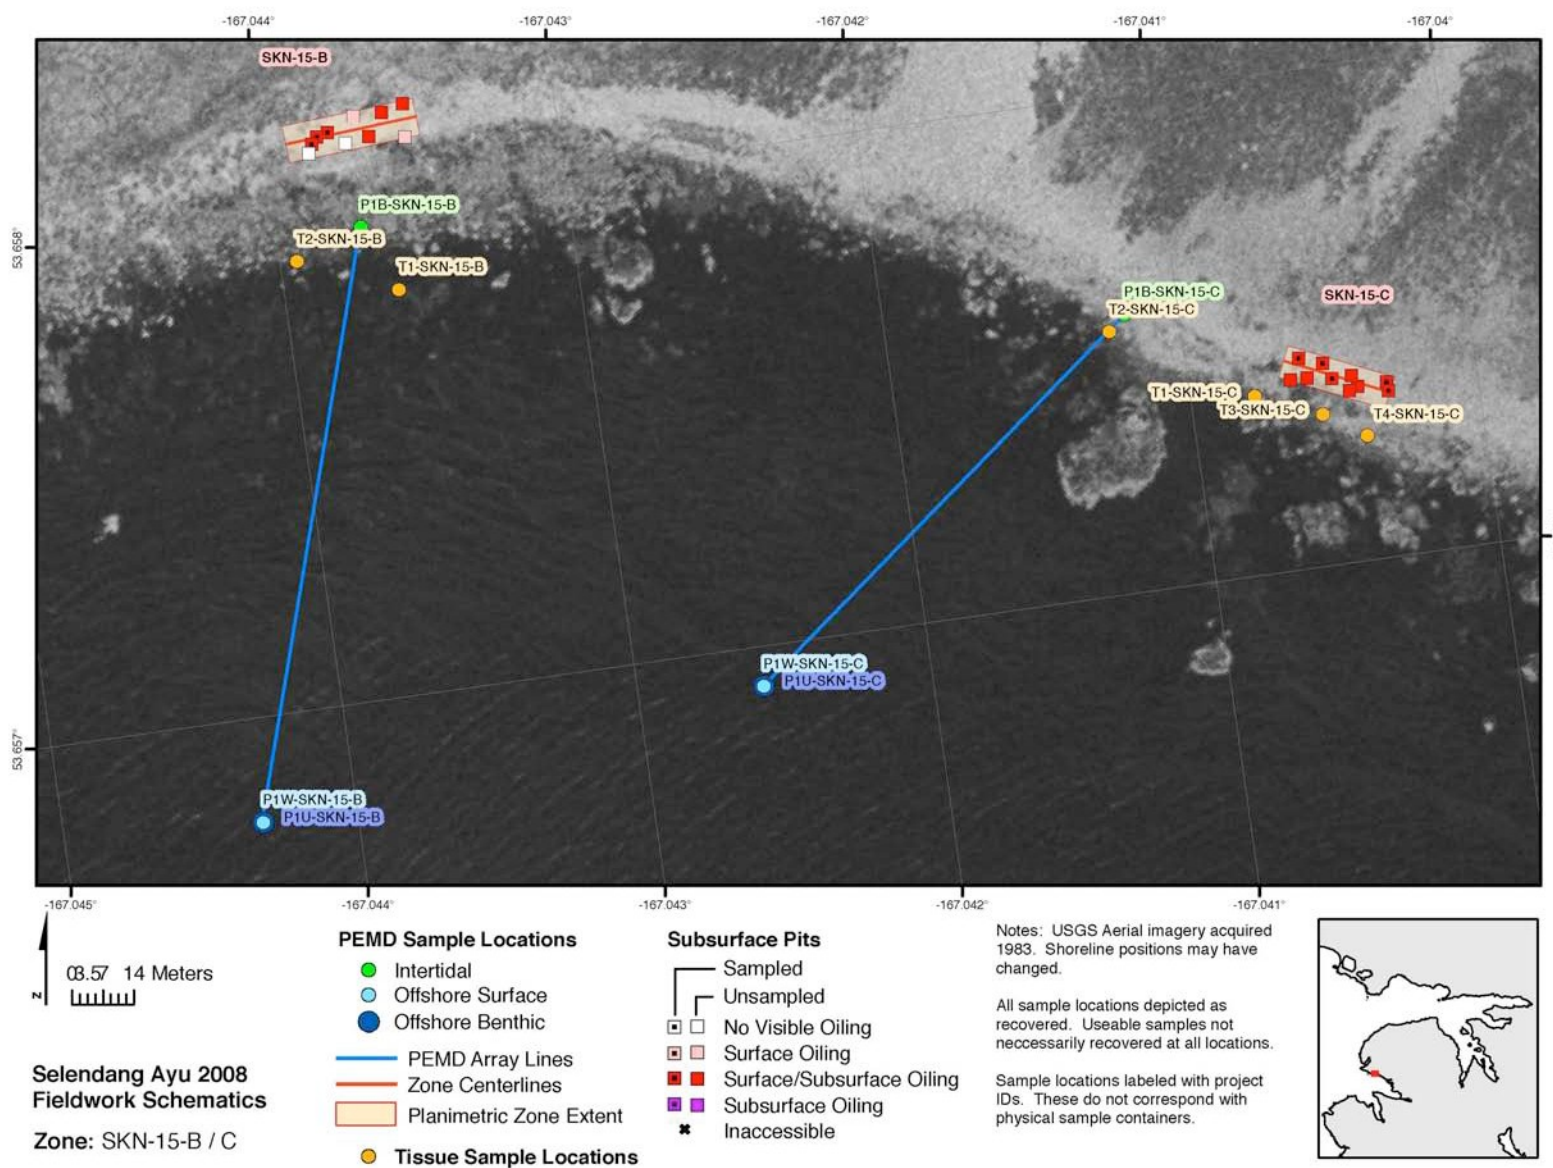 -167.044° -167.043° -167.042° -167.041° -167.04°
SKN-15-B
P1B-SKN-15-B
T2-SKN-15-B
T1-SKN-15-B
53.658°
P1B-SKN-15-C
T2-SKN-15-C
SKN-15-C
T1-SKN-15-C
T3-SKN-15-C
T4-SKN-15-C
P1W-SKN-15-C
P1U-SKN-15-C
53.657°
P1W-SKN-15-B
P1U-SKN-15-B
-167.045° -167.044° -167.043° -167.042° -167.041°
N
03.57 14 Meters
Selendang Ayu 2008
Fieldwork Schematics
Zone: SKN-15-B / C
PEMD Sample Locations
Intertidal
Offshore Surface
Offshore Benthic
PEMD Array Lines
Zone Centerlines
Planimetric Zone Extent
Tissue Sample Locations
Subsurface Pits
Sampled
Unsampled
No Visible Oiling
Surface Oiling
Surface/Subsurface Oiling
Subsurface Oiling
Inaccessible
Notes: USGS Aerial imagery acquired
1983. Shoreline positions may have
changed.
All sample locations depicted as
recovered. Useable samples not
neccessarily recovered at all locations.
Sample locations labeled with project
IDs. These do not correspond with
physical sample containers.